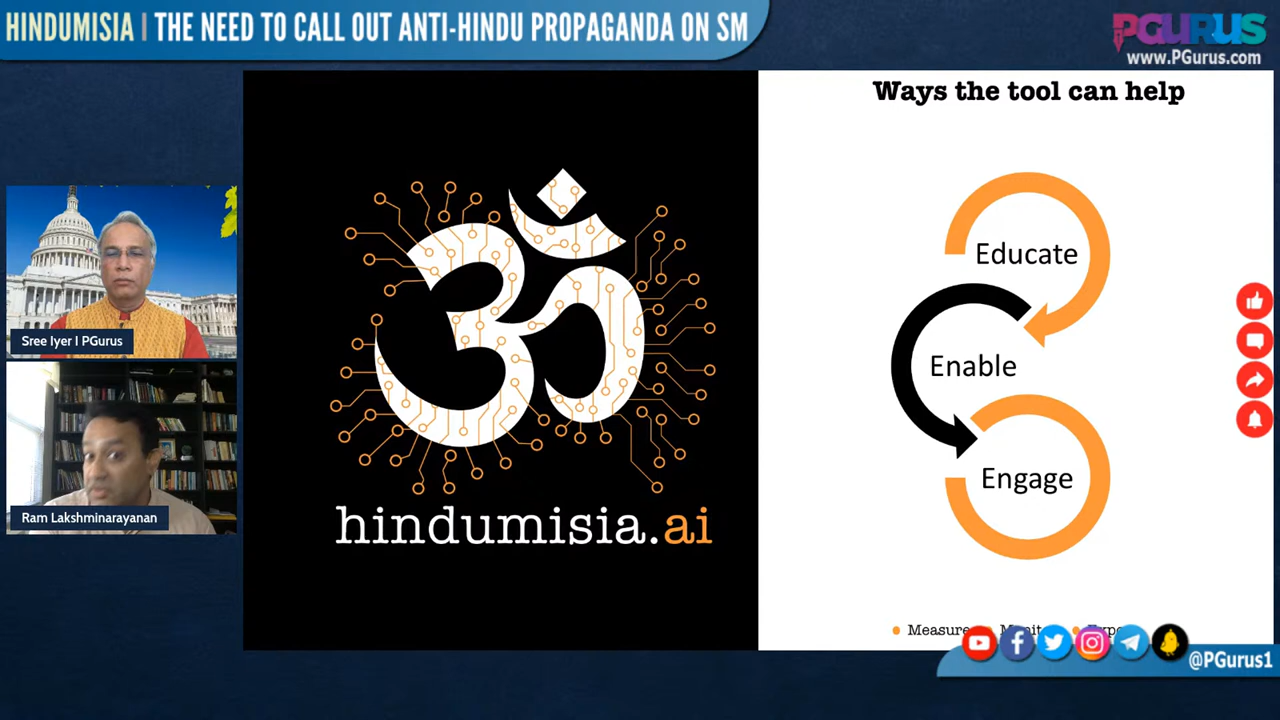 HINDUMISIA | THE NEED TO CALL OUT ANTI-HINDU PROPAGANDA ON SM
PGURUS
www.PGurus.com
Ways the tool can help
Sree Iyer I PGurus
Ram Lakshminarayanan
ॐ
hindumisia.ai
Educate
Enable
Engage
Measure
@PGurus1